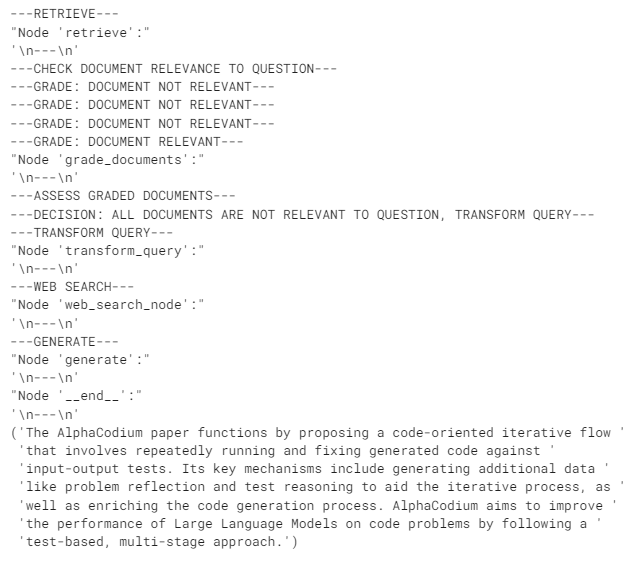 ---RETRIEVE---
"Node 'retrieve':"
'\n---\n'
---CHECK DOCUMENT RELEVANCE TO QUESTION---
---GRADE: DOCUMENT NOT RELEVANT---
---GRADE: DOCUMENT NOT RELEVANT---
---GRADE: DOCUMENT NOT RELEVANT---
---GRADE: DOCUMENT RELEVANT---
"Node 'grade_documents':"
'\n---\n'
---ASSESS GRADED DOCUMENTS---
---DECISION: ALL DOCUMENTS ARE NOT RELEVANT TO QUESTION, TRANSFORM QUERY---
---TRANSFORM QUERY---
"Node 'transform_query':"
'\n---\n'
---WEB SEARCH---
"Node 'web_search_node':"
'\n---\n'
---GENERATE---
"Node 'generate':"
'\n---\n'
"Node '__end__':"
'\n---\n'
('The AlphaCodium paper functions by proposing a code-oriented iterative flow '
'that involves repeatedly running and fixing generated code against '
'input-output tests. Its key mechanisms include generating additional data '
'like problem reflection and test reasoning to aid the iterative process, as '
'well as enriching the code generation process. AlphaCodium aims to improve '
'the performance of Large Language Models on code problems by following a '
'test-based, multi-stage approach.')